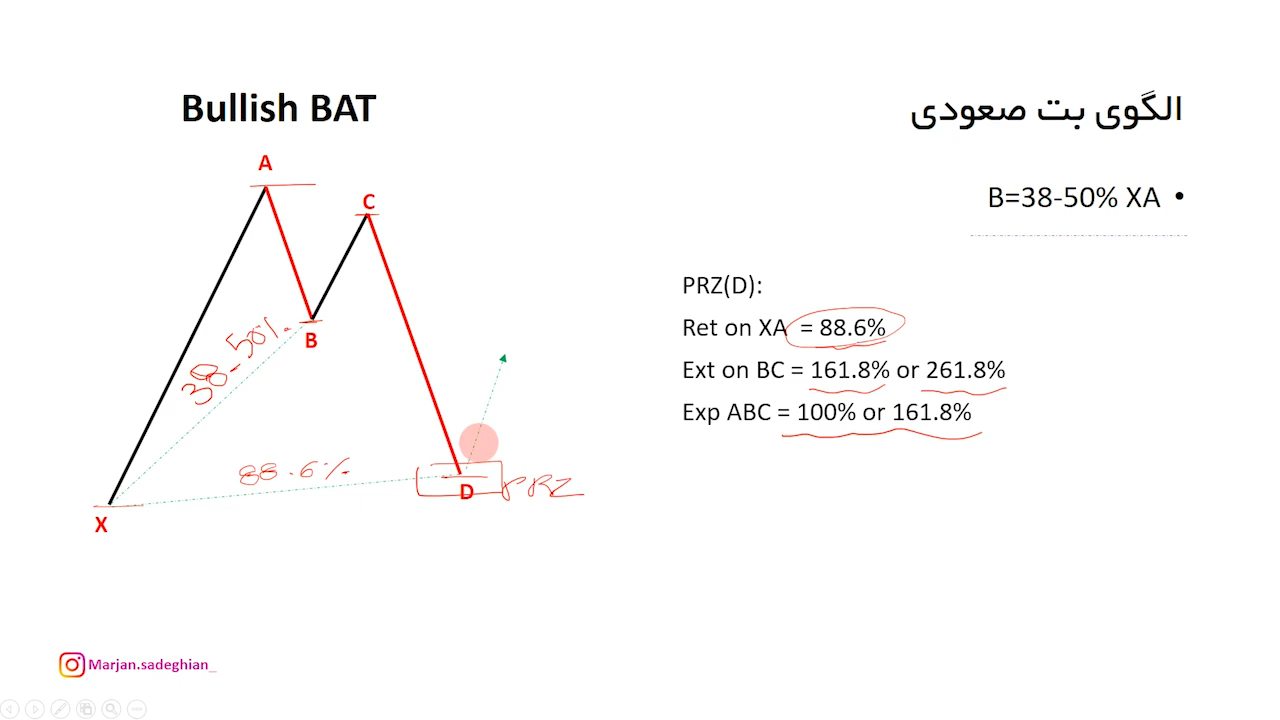 Bullish BAT
الگوی بت صعودی
A
C
B=38-50% XA •
PRZ(D):
Ret on XA = 88.6%
38-50%
B
Ext on BC = 161.8% or 261.8%
Exp ABC = 100% or 161.8%
88.6%
D
PRZ
X
Marjan.sadeghian_